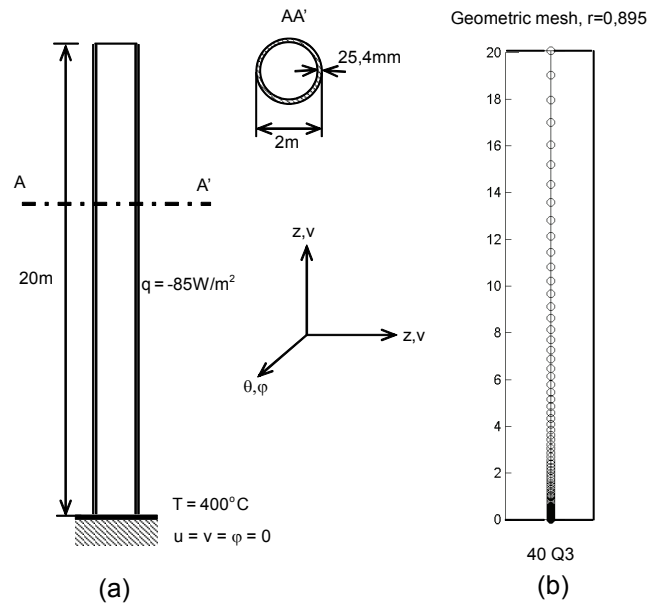 AA'
25,4mm
2m
A
A'
20m
q = -85W/m²
z,v
z,v
θ,φ
T = 400°C
u = v = φ = 0
(a)
Geometric mesh, r=0,895
20
18
16
14
12
10
8
6
4
2
0
40 Q3
(b)